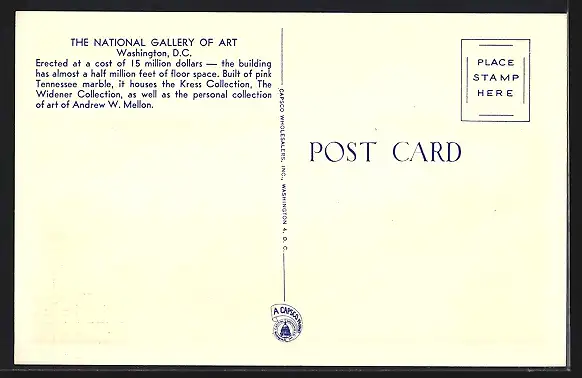 THE NATIONAL GALLERY OF ART
Washington, D.C.
Erected at a cost of 15 million dollars — the building
has almost a half million feet of floor space. Built of pink
Tennessee marble, it houses the Kress Collection, The
Widener Collection, as well as the personal collection
of art of Andrew W. Mellon.
CAPSCO WHOLESALERS, INC., WASHINGTON 4, D. C.
PLACE
STAMP
HERE
POST CARD
A CAPSCO